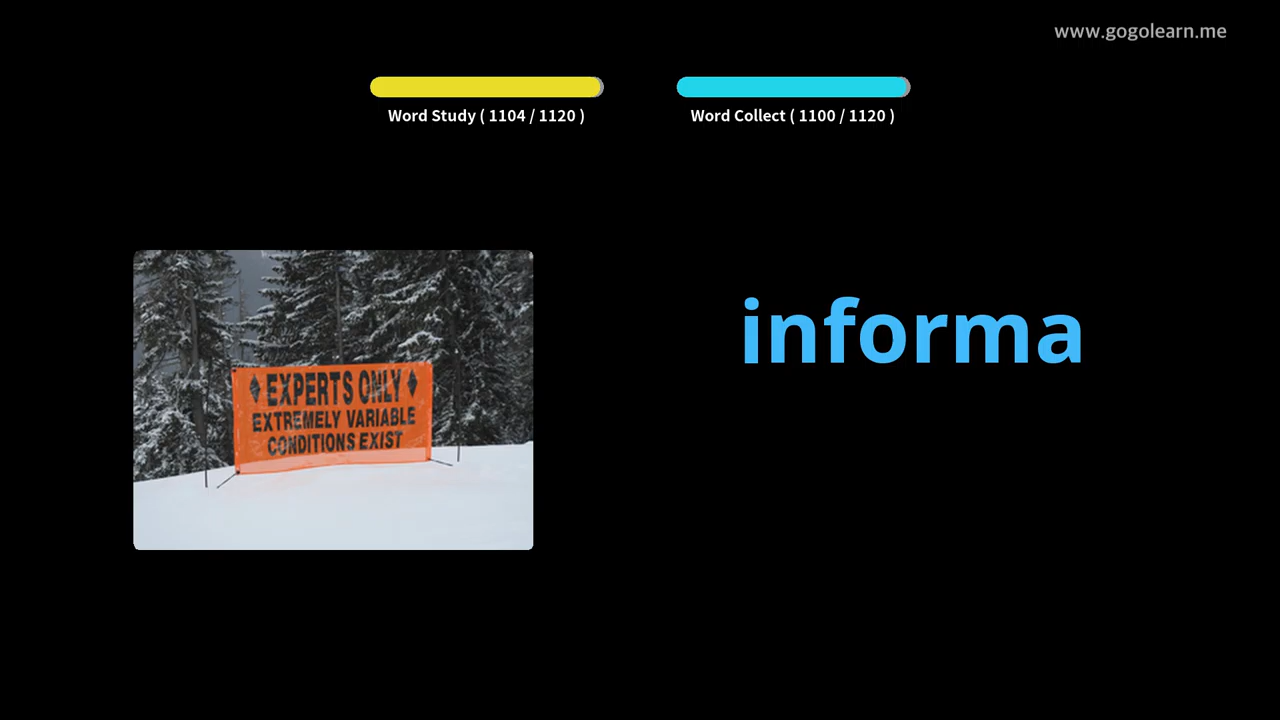 www.gogolearn.me
Word Study ( 1104 / 1120 )
Word Collect ( 1100 / 1120 )
EXPERTS ONLY
EXTREMELY VARIABLE
CONDITIONS EXIST
informa